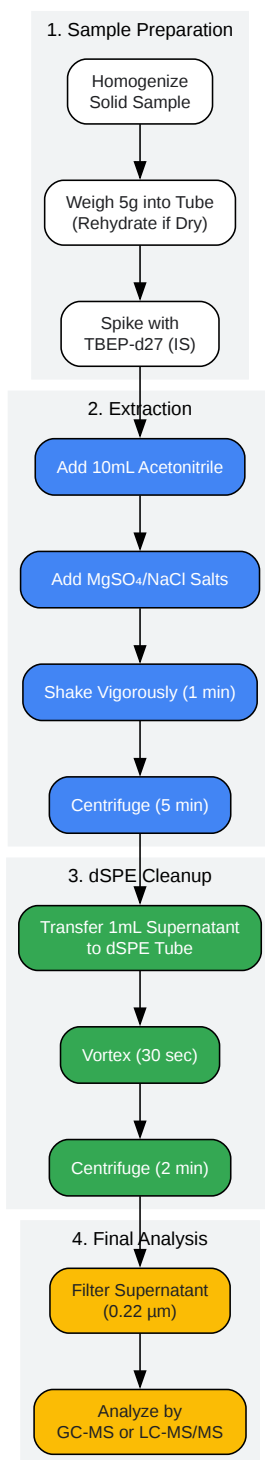 1. Sample Preparation
Homogenize
Solid Sample
Weigh 5g into Tube
(Rehydrate if Dry)
Spike with
TBEP-d27 (IS)
2. Extraction
Add 10mL Acetonitrile
Add MgSO₄/NaCl Salts
Shake Vigorously (1 min)
Centrifuge (5 min)
3. dSPE Cleanup
Transfer 1mL Supernatant
to dSPE Tube
Vortex (30 sec)
Centrifuge (2 min)
4. Final Analysis
Filter Supernatant
(0.22 µm)
Analyze by
GC-MS or LC-MS/MS